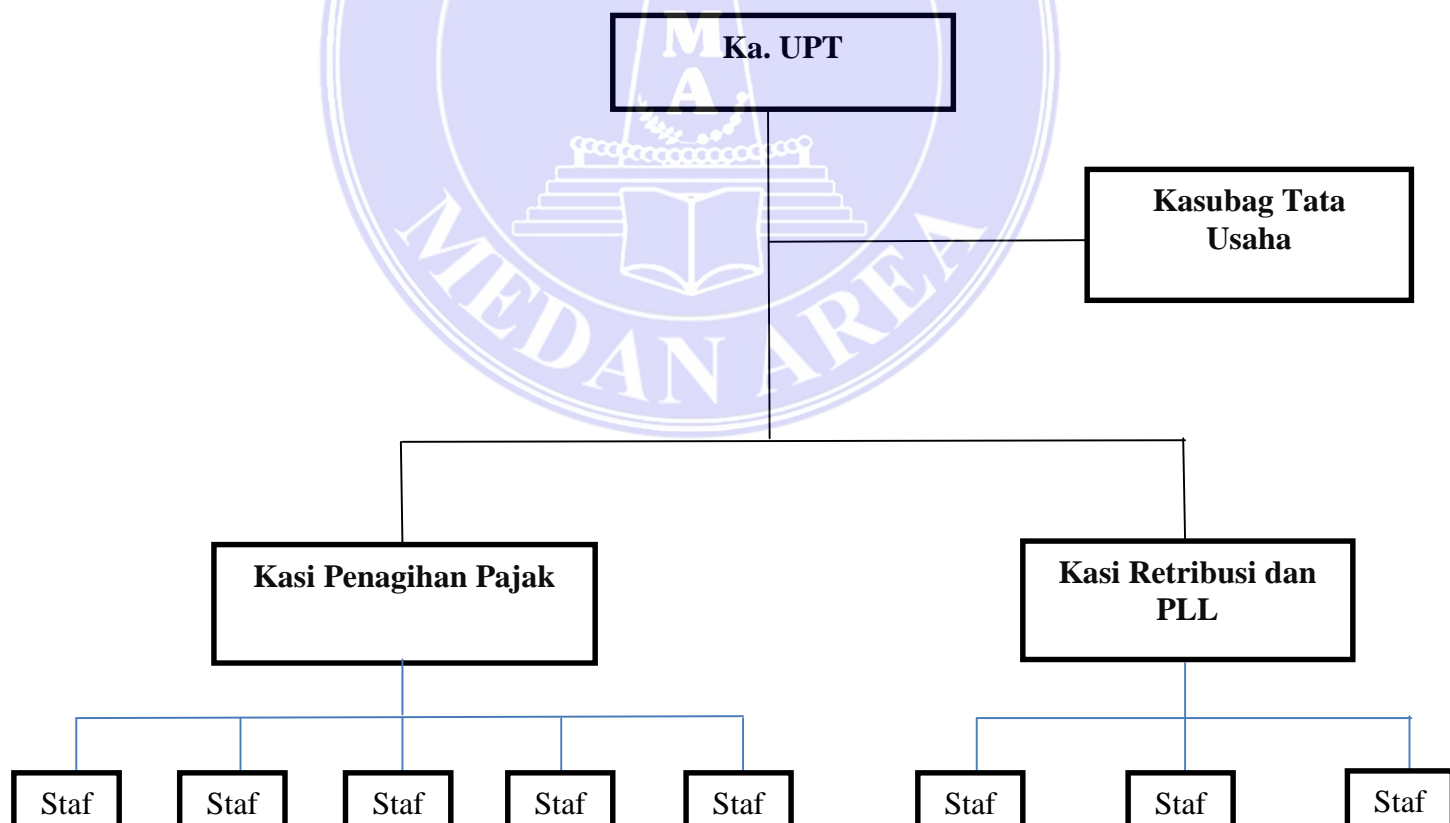 M
A
MEDAN AREA
Ka. UPT
Kasubag Tata
Usaha
Kasi Penagihan Pajak
Kasi Retribusi dan
PLL
Staf Staf Staf Staf Staf Staf Staf Staf